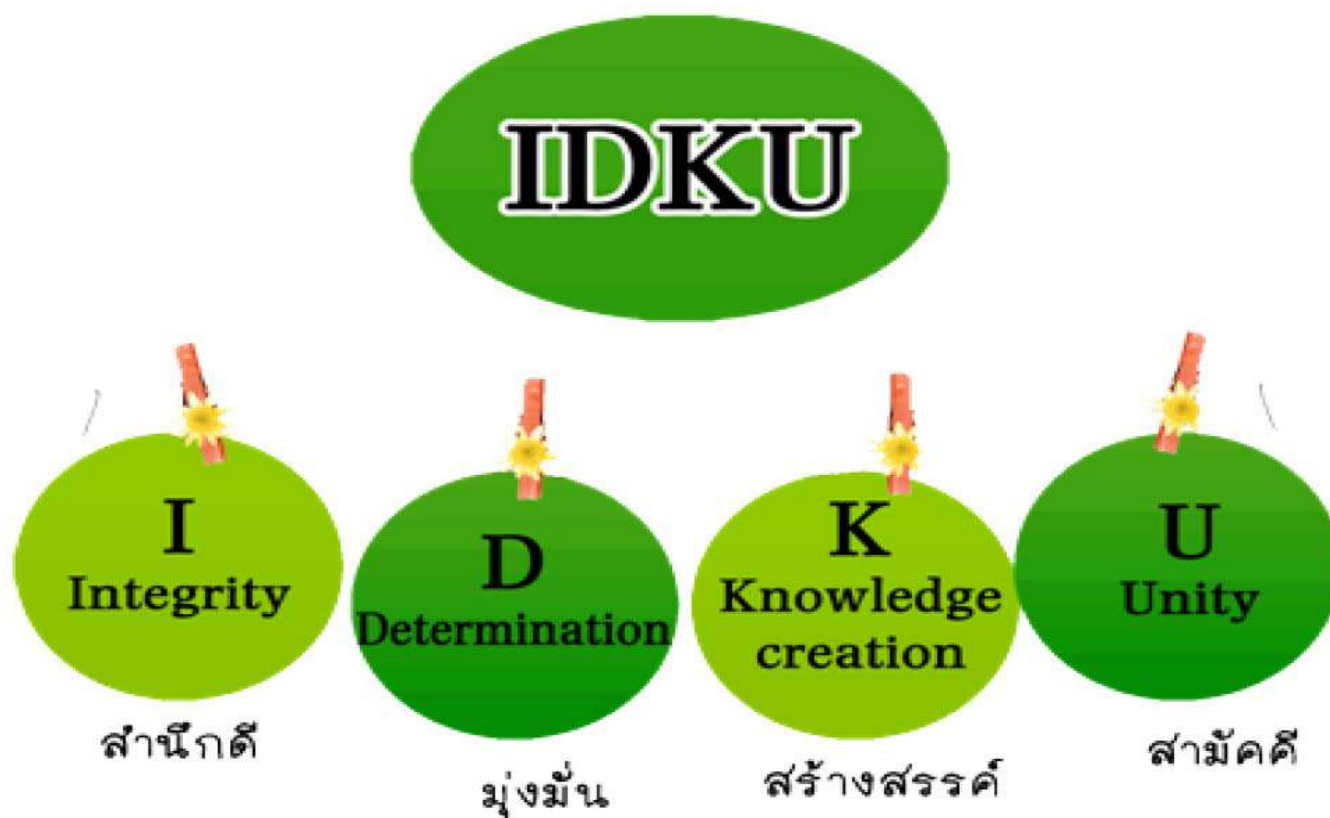 IDKU
I
Integrity
สำนึกดี
D
Determination
มุ่งมั่น
K
Knowledge
creation
สร้างสรรค์
U
Unity
สามัคคี